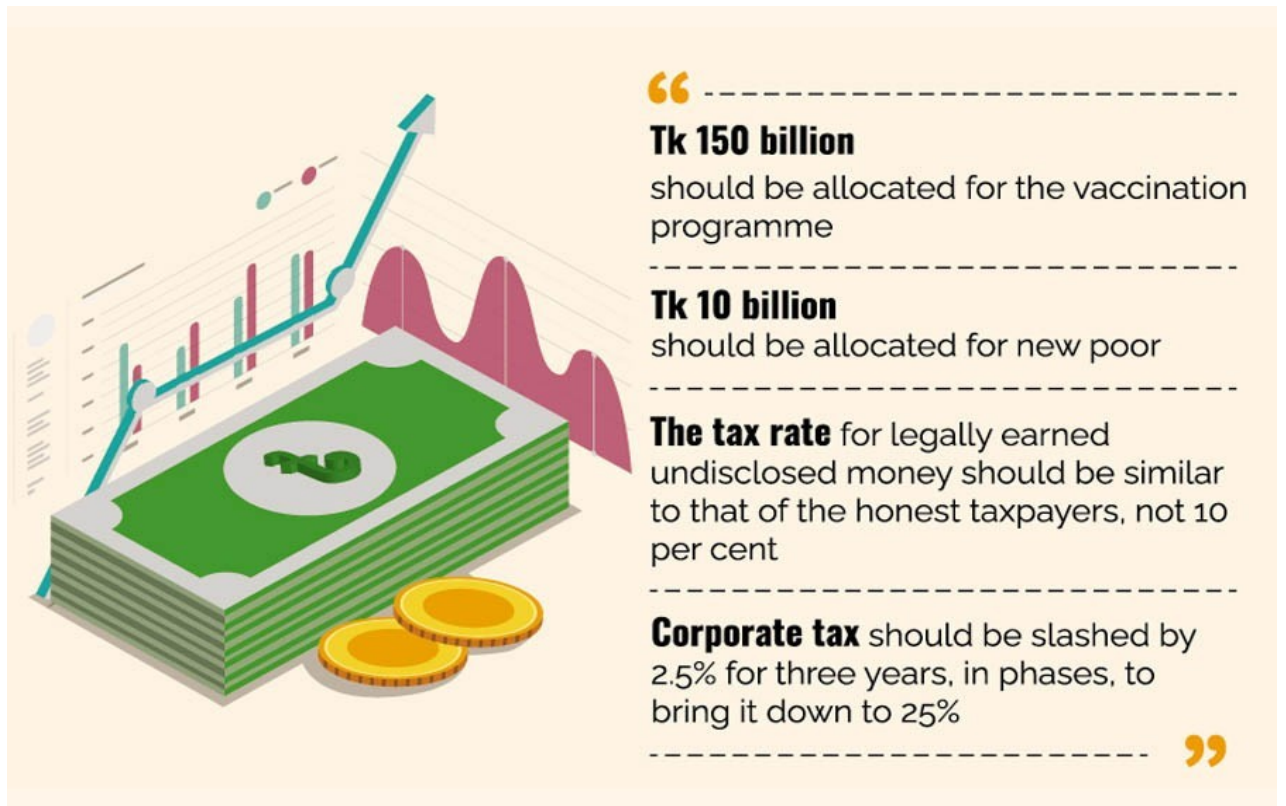 “
Tk 150 billion
should be allocated for the vaccination
programme
Tk 10 billion
should be allocated for new poor
The tax rate for legally earned
undisclosed money should be similar
to that of the honest taxpayers, not 10
per cent
Corporate tax should be slashed by
2.5% for three years, in phases, to
bring it down to 25%
”
৳